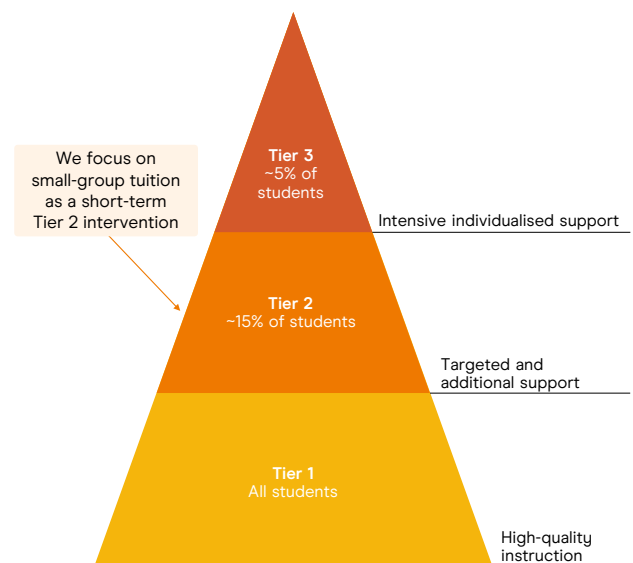 Tier 3
~5% of
students
We focus on
small-group tuition
as a short-term
Tier 2 intervention
Intensive individualised support
Tier 2
~15% of students
Targeted and
additional support
Tier 1
All students
High-quality
instruction